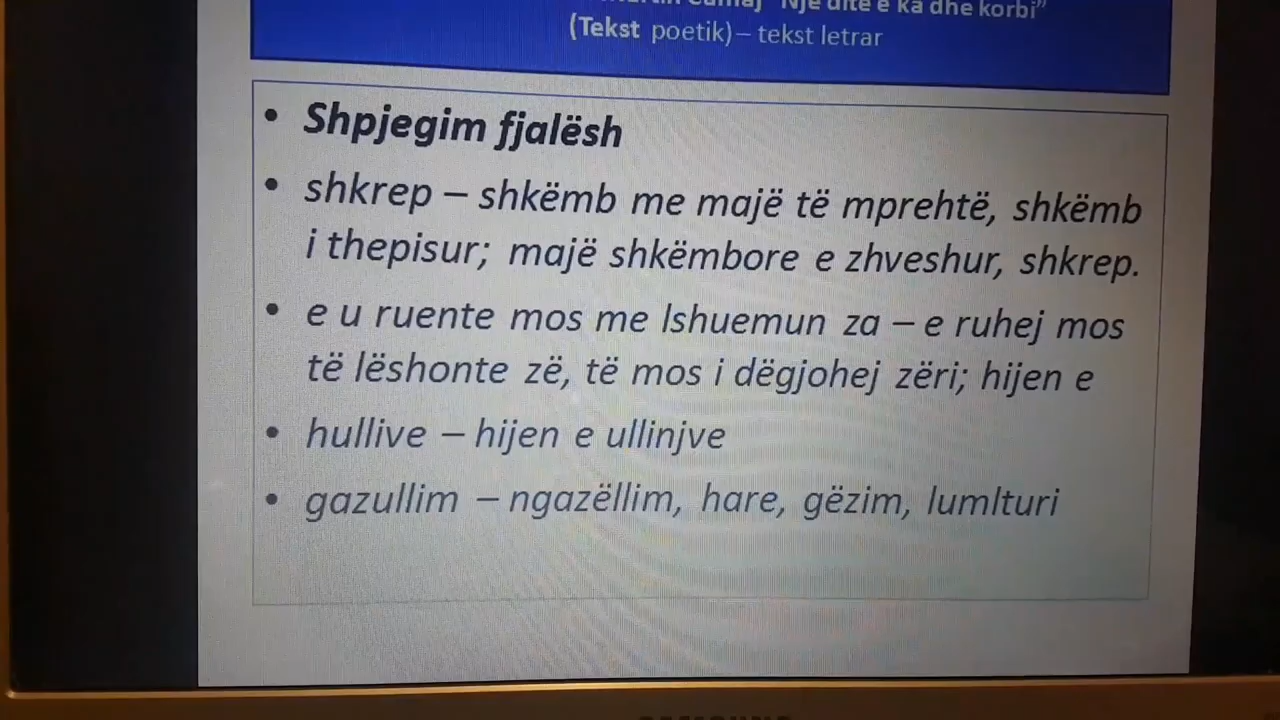 Camaj "Një ditë e ka dhe korbi"
(Tekst poetik) – tekst letrar
• Shpjegim fjalësh
• shkrep – shkëmb me majë të mprehtë, shkëmb
i thepisur; majë shkëmbore e zhveshur, shkrep.
• e u ruente mos me lshuemun za – e ruhej mos
të lëshonte zë, të mos i dëgjohej zëri; hijen e
• hullive – hijen e ullinjve
• gazullim – ngazëllim, hare, gëzim, lumlturi